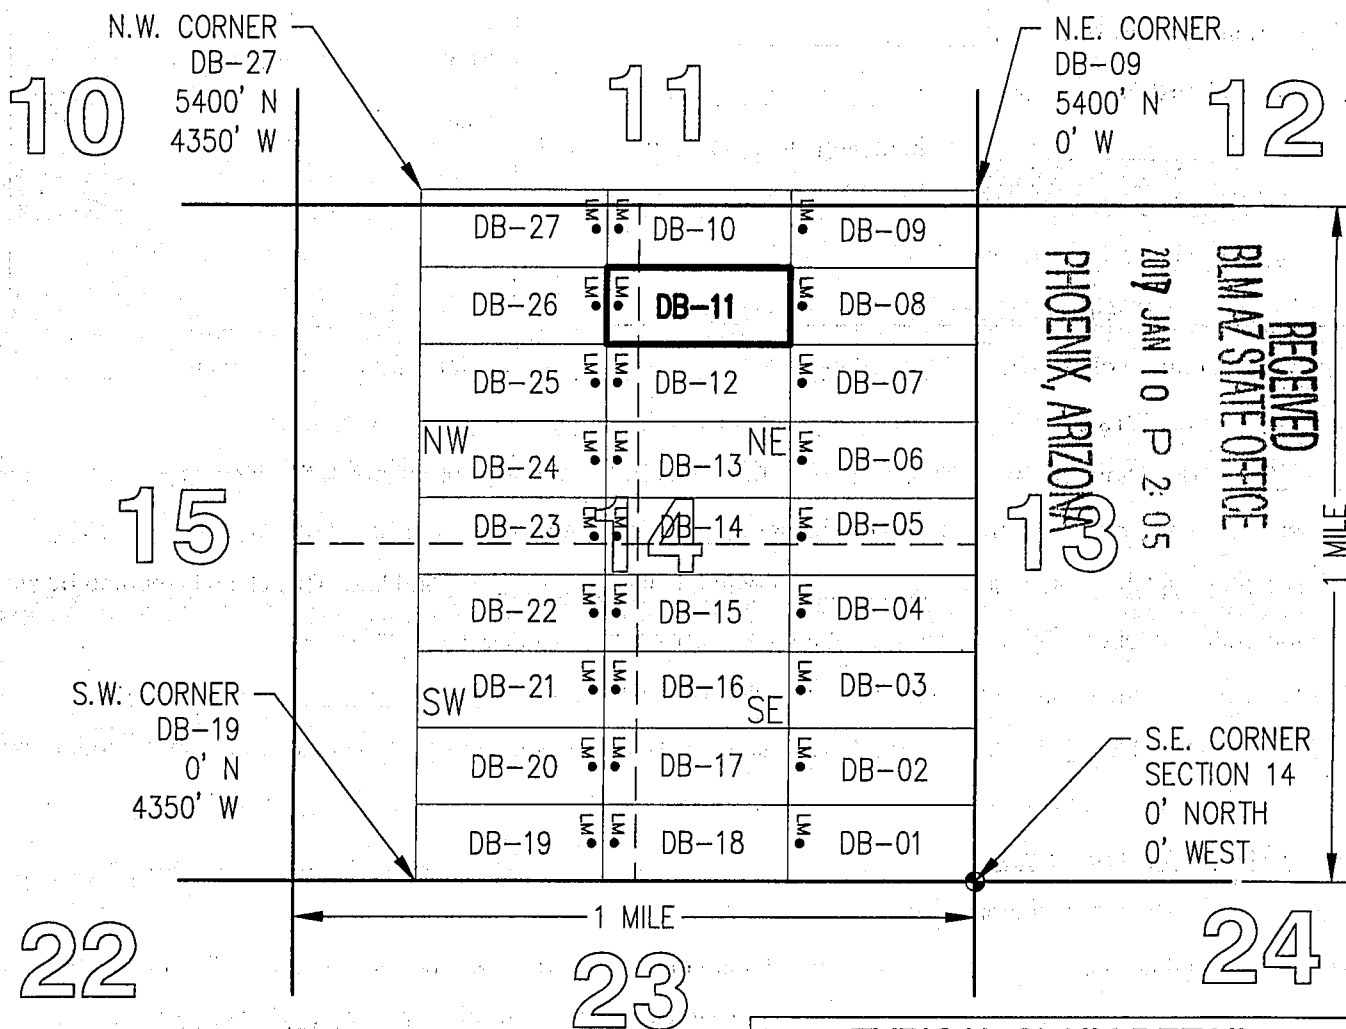 N.W. CORNER
DB-27
5400' N
4350' W
N.E. CORNER
DB-09
5400' N
0' W
10
11
12
LM LM LM
DB-27 DB-10 DB-09
LM LM LM
DB-26 DB-11 DB-08
LM LM LM
DB-25 DB-12 DB-07
NW LM LM NE LM
DB-24 DB-13 DB-06
15
14
13
LM LM LM
DB-23 DB-14 DB-05
LM LM LM
DB-22 DB-15 DB-04
LM LM LM
SW DB-21 DB-16 SE DB-03
LM LM LM
DB-20 DB-17 DB-02
LM LM LM
DB-19 DB-18 DB-01
RECEIVED
BLM AZ STATE OFFICE
2017 JAN 10 P 2:05
PHOENIX, ARIZONA
1 MILE
S.W. CORNER
DB-19
0' N
4350' W
S.E. CORNER
SECTION 14
0' NORTH
0' WEST
1 MILE
22
23
24